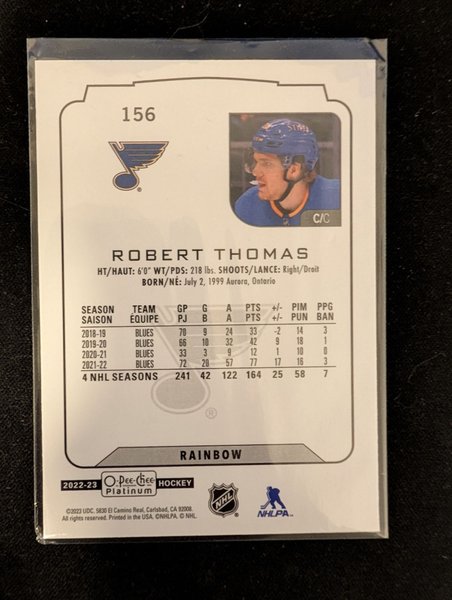 156
C/C
ROBERT THOMAS
HT/HAUT: 6'0" WT/PDS: 218 lbs. SHOOTS/LANCE: Right/Droit
BORN/NÉ: July 2, 1999 Aurora, Ontario
SEASON TEAM GP G A PTS +/- PIM PPG
SAISON ÉQUIPE PJ B A PTS +/- PUN BAN
2018-19 BLUES 70 9 24 33 -2 14 3
2019-20 BLUES 66 10 32 42 9 18 1
2020-21 BLUES 33 3 9 12 1 10 0
2021-22 BLUES 72 20 57 77 17 16 3
4 NHL SEASONS 241 42 122 164 25 58 7
®
RAINBOW
2022-23 O-Pee-Chee Platinum HOCKEY
NHL
NHLPA
©2023 UDC. 5830 El Camino Real, Carlsbad, CA 92008.
All rights reserved. Printed in the USA. ©NHLPA. © NHL.